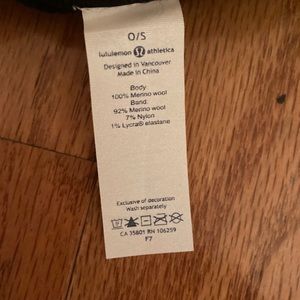 O/S
lululemon athletica
Designed in Vancouver
Made in China
Body
100% Merino wool
Band.
92% Merino wool
7% Nylon
1% Lycra® elastane
Exclusive of decoration
Wash separately
CA 35801 RN 106259
F7